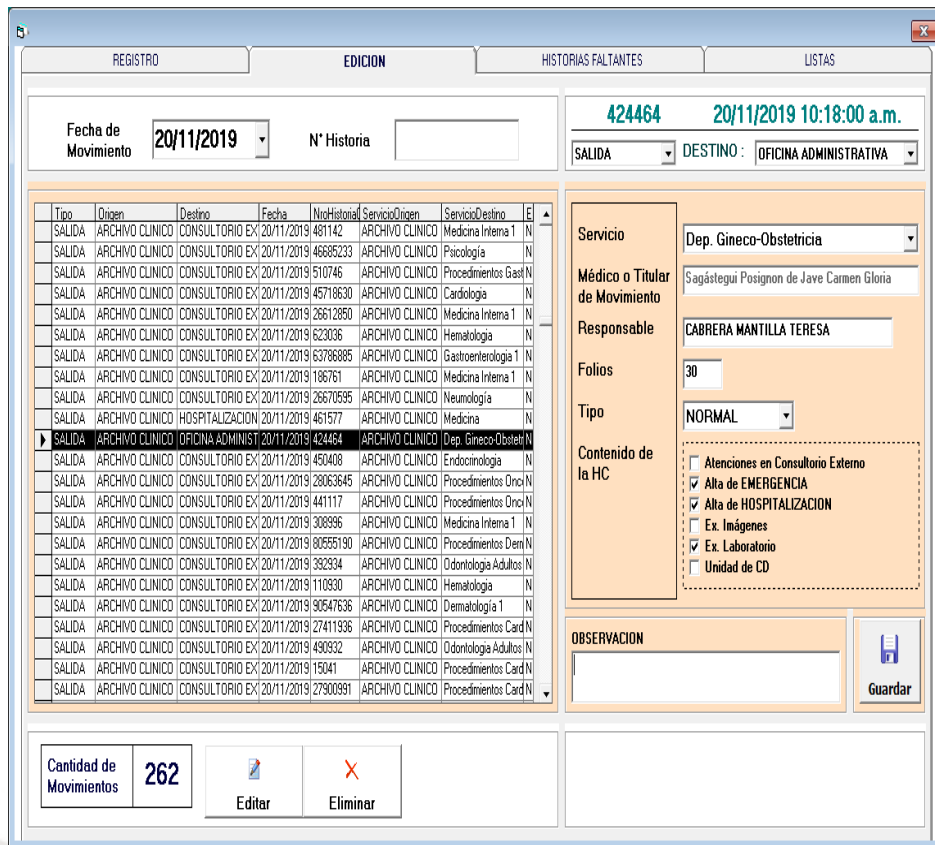 REGISTRO EDICION HISTORIAS FALTANTES LISTAS
Fecha de Movimiento 20/11/2019 N° Historia
424464 20/11/2019 10:18:00 a.m.
SALIDA DESTINO : OFICINA ADMINISTRATIVA
Tipo Origen Destino Fecha NroHistoria ServicioOrigen ServicioDestino E
SALIDA ARCHIVO CLINICO CONSULTORIO EX 20/11/2019 481142 ARCHIVO CLINICO Medicina Interna 1 N
SALIDA ARCHIVO CLINICO CONSULTORIO EX 20/11/2019 46685233 ARCHIVO CLINICO Psicología N
SALIDA ARCHIVO CLINICO CONSULTORIO EX 20/11/2019 510746 ARCHIVO CLINICO Procedimientos Gast N
SALIDA ARCHIVO CLINICO CONSULTORIO EX 20/11/2019 45718630 ARCHIVO CLINICO Cardiologia N
SALIDA ARCHIVO CLINICO CONSULTORIO EX 20/11/2019 26612850 ARCHIVO CLINICO Medicina Interna 1 N
SALIDA ARCHIVO CLINICO CONSULTORIO EX 20/11/2019 623036 ARCHIVO CLINICO Hematologia N
SALIDA ARCHIVO CLINICO CONSULTORIO EX 20/11/2019 63786885 ARCHIVO CLINICO Gastroenterologia 1 N
SALIDA ARCHIVO CLINICO CONSULTORIO EX 20/11/2019 186761 ARCHIVO CLINICO Medicina Interna 1 N
SALIDA ARCHIVO CLINICO CONSULTORIO EX 20/11/2019 26670595 ARCHIVO CLINICO Neumología N
SALIDA ARCHIVO CLINICO HOSPITALIZACION 20/11/2019 461577 ARCHIVO CLINICO Medicina N
SALIDA ARCHIVO CLINICO OFICINA ADMINIST 20/11/2019 424464 ARCHIVO CLINICO Dep. Gineco-Obstetr N
SALIDA ARCHIVO CLINICO CONSULTORIO EX 20/11/2019 450408 ARCHIVO CLINICO Endocrinologia N
SALIDA ARCHIVO CLINICO CONSULTORIO EX 20/11/2019 28063645 ARCHIVO CLINICO Procedimientos Onc N
SALIDA ARCHIVO CLINICO CONSULTORIO EX 20/11/2019 441117 ARCHIVO CLINICO Procedimientos Onc N
SALIDA ARCHIVO CLINICO CONSULTORIO EX 20/11/2019 308996 ARCHIVO CLINICO Medicina Interna 1 N
SALIDA ARCHIVO CLINICO CONSULTORIO EX 20/11/2019 80555190 ARCHIVO CLINICO Procedimientos Derm N
SALIDA ARCHIVO CLINICO CONSULTORIO EX 20/11/2019 392934 ARCHIVO CLINICO Odontologia Adultos N
SALIDA ARCHIVO CLINICO CONSULTORIO EX 20/11/2019 110930 ARCHIVO CLINICO Hematologia N
SALIDA ARCHIVO CLINICO CONSULTORIO EX 20/11/2019 90547636 ARCHIVO CLINICO Dermatología 1 N
SALIDA ARCHIVO CLINICO CONSULTORIO EX 20/11/2019 27411936 ARCHIVO CLINICO Procedimientos Card N
SALIDA ARCHIVO CLINICO CONSULTORIO EX 20/11/2019 490932 ARCHIVO CLINICO Odontologia Adultos N
SALIDA ARCHIVO CLINICO CONSULTORIO EX 20/11/2019 15041 ARCHIVO CLINICO Procedimientos Card N
SALIDA ARCHIVO CLINICO CONSULTORIO EX 20/11/2019 27900991 ARCHIVO CLINICO Procedimientos Card N
Servicio Dep. Gineco-Obstetricia
Médico o Titular de Movimiento Sagástegui Posignon de Jave Carmen Gloria
Responsable CABRERA MANTILLA TERESA
Folios 30
Tipo NORMAL
Contenido de la HC
Atenciones en Consultorio Externo
Alta de EMERGENCIA
Alta de HOSPITALIZACION
Ex. Imágenes
Ex. Laboratorio
Unidad de CD
OBSERVACION
Guardar
Cantidad de Movimientos 262
Editar Eliminar